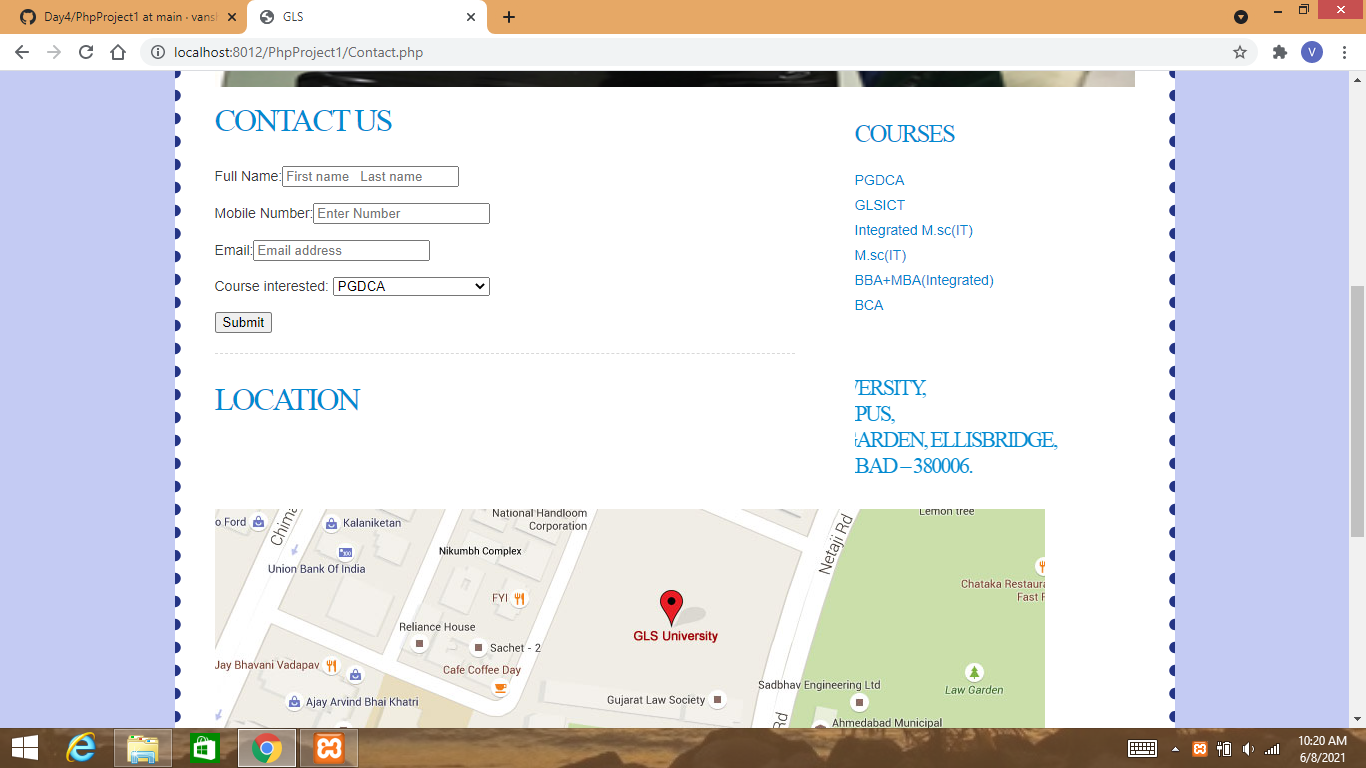 Day4/PhpProject1 at main · vansl
GLS
localhost:8012/PhpProject1/Contact.php
V
CONTACT US
Full Name:
First name Last name
Mobile Number:
Enter Number
Email:
Email address
Course interested:
PGDCA
Submit
COURSES
PGDCA
GLSICT
Integrated M.sc(IT)
M.sc(IT)
BBA+MBA(Integrated)
BCA
LOCATION
VERSITY,
PUS,
GARDEN, ELLISBRIDGE,
BAD – 380006.
o Ford
Chima
Kalaniketan
Union Bank Of India
National Handloom
Corporation
Nikumbh Complex
FYI
Reliance House
Sachet - 2
Jay Bhavani Vadapav
Cafe Coffee Day
Ajay Arvind Bhai Khatri
GLS University
Gujarat Law Society
Netaji Rd
Lemon tree
Chataka Restaura
Fast F
Law Garden
Sadbhav Engineering Ltd
Ahmedabad Municipal
Rd
10:20 AM
6/8/2021